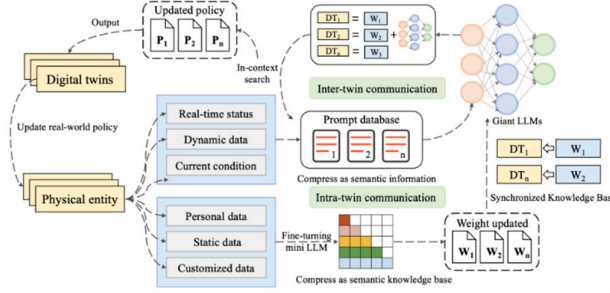 Output
Updated policy
P1 P2 Pn
Digital twins
In-context
search
Update real-world policy
Physical entity
Real-time status
Dynamic data
Current condition
Personal data
Static data
Customized data
DT1 = W1
DT2 = W2 +
DTn = W3
Inter-twin communication
Prompt database
1 2 n
Compress as semantic information
Intra-twin communication
Fine-turning
mini LLM
Compress as semantic knowledge base
Weight updated
W1 W2 Wn
Giant LLMs
DT1 W1
DTn W2
Synchronized Knowledge Bas